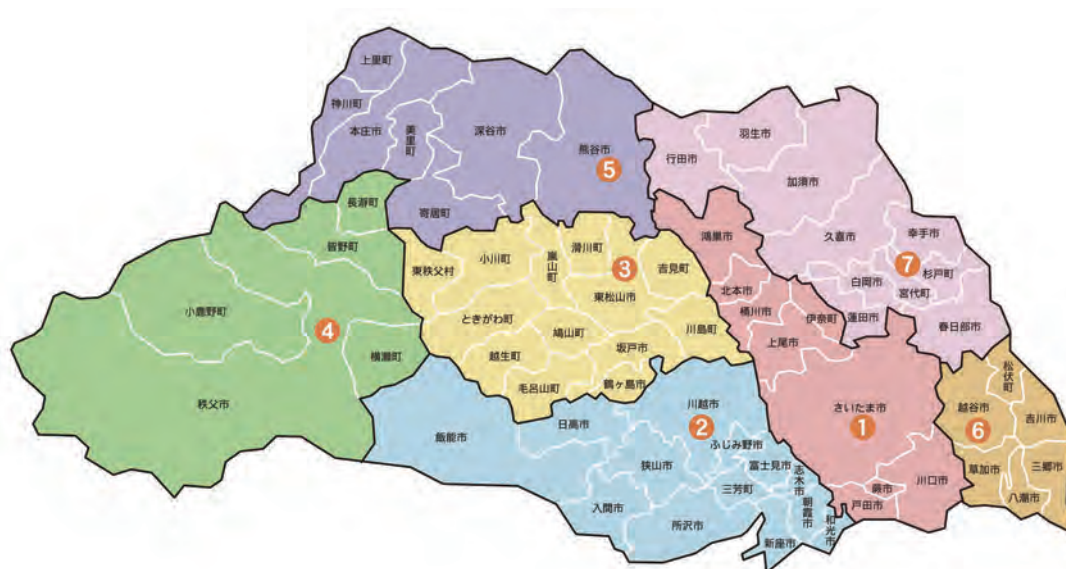 上里町
神川町
本庄市
美里町
深谷市
熊谷市
5
寄居町
行田市
羽生市
加須市
久喜市
幸手市
7
杉戸町
白岡市
宮代町
蓮田市
春日部市
長瀞町
皆野町
小鹿野町
4
横瀬町
秩父市
東秩父村
小川町
嵐山町
滑川町
3
吉見町
東松山市
ときがわ町
鳩山町
川島町
越生町
坂戸市
毛呂山町
鶴ヶ島市
鴻巣市
北本市
桶川市
伊奈町
上尾市
さいたま市
1
川口市
蕨市
戸田市
飯能市
日高市
川越市
2
ふじみ野市
狭山市
富士見市
志木市
三芳町
入間市
朝霞市
和光市
所沢市
新座市
松伏町
越谷市
6
吉川市
草加市
三郷市
八潮市